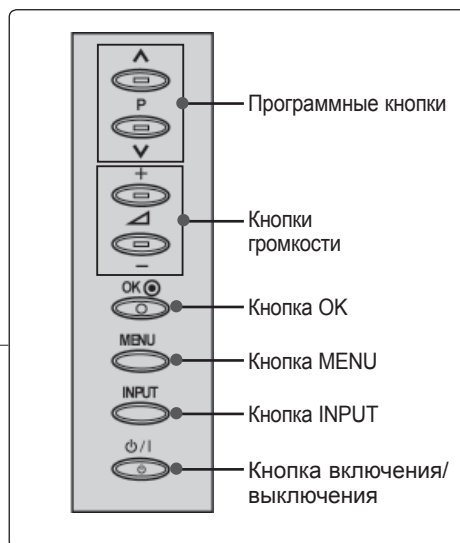 P
Программные кнопки
+
Кнопки
громкости
−
OK
Кнопка OK
MENU
Кнопка MENU
INPUT
Кнопка INPUT
⏻/I
Кнопка включения/
выключения